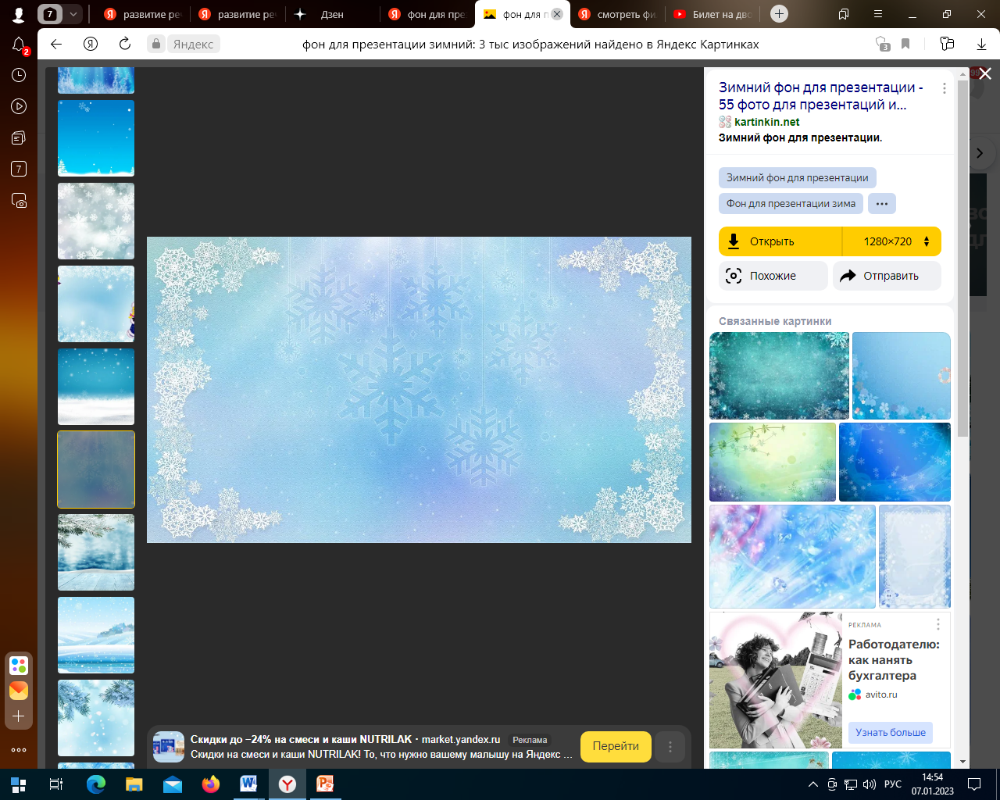 7
развитие реч
развитие реч
Дзен
фон для пре
фон для п
смотреть фи
Билет на дво
2
Яндекс
фон для презентации зимний: 3 тыс изображений найдено в Яндекс Картинках
3
7
Зимний фон для презентации -
55 фото для презентаций и...
kartinkin.net
Зимний фон для презентации.
Зимний фон для презентации
Фон для презентации зима
Открыть
1280×720
Похожие
Отправить
Связанные картинки
РЕКЛАМА
Работодателю:
как нанять
бухгалтера
avito.ru
Узнать больше
Скидки до −24% на смеси и каши NUTRILAK · market.yandex.ru Реклама
Скидки на смеси и каши NUTRILAK! То, что нужно вашему малышу на Яндекс ...
Перейти
РУС
14:54
07.01.2023